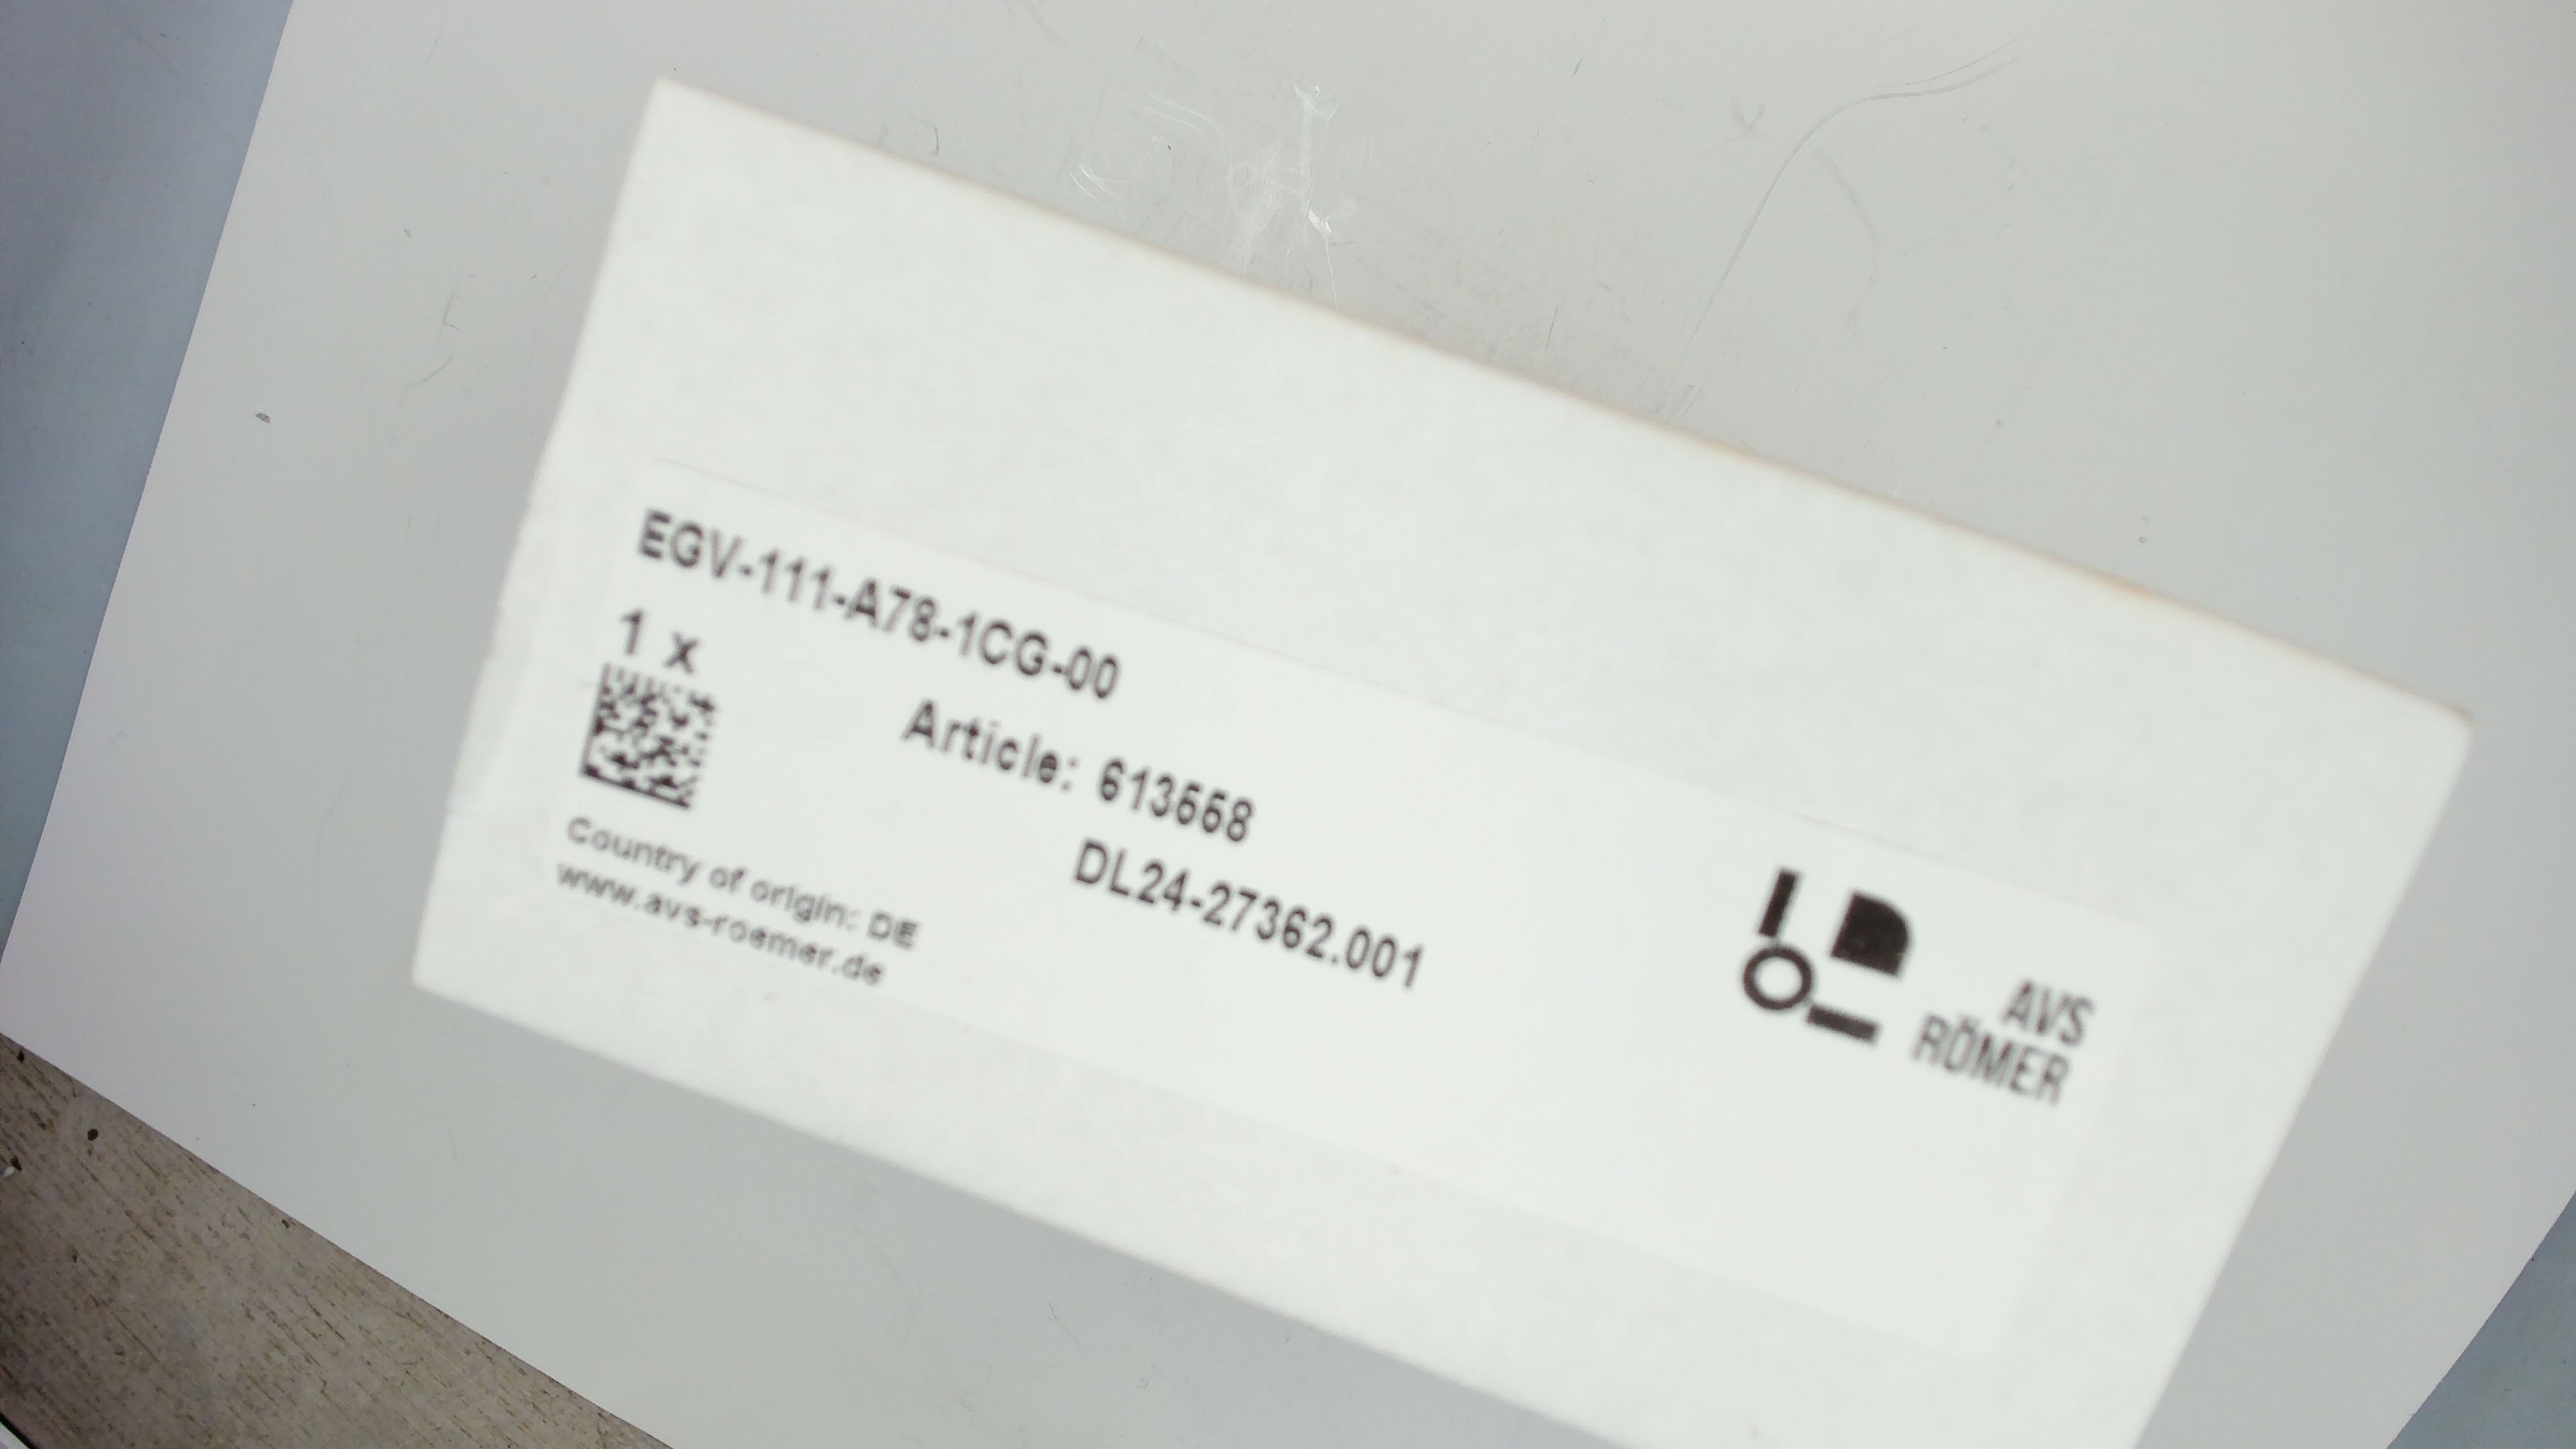 EGV-111-A78-1CG-00
1 x
Article: 613558
DL24-27362.001
Country of origin: DE
www.avs-roemer.de
AVS
RÖMER